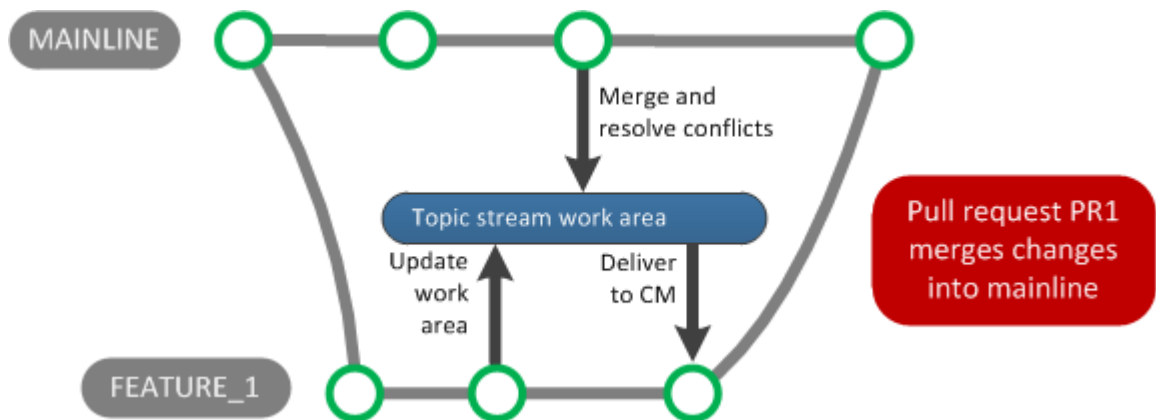 MAINLINE
Merge and
resolve conflicts
Topic stream work area
Pull request PR1
merges changes
into mainline
Update
work
area
Deliver
to CM
FEATURE_1